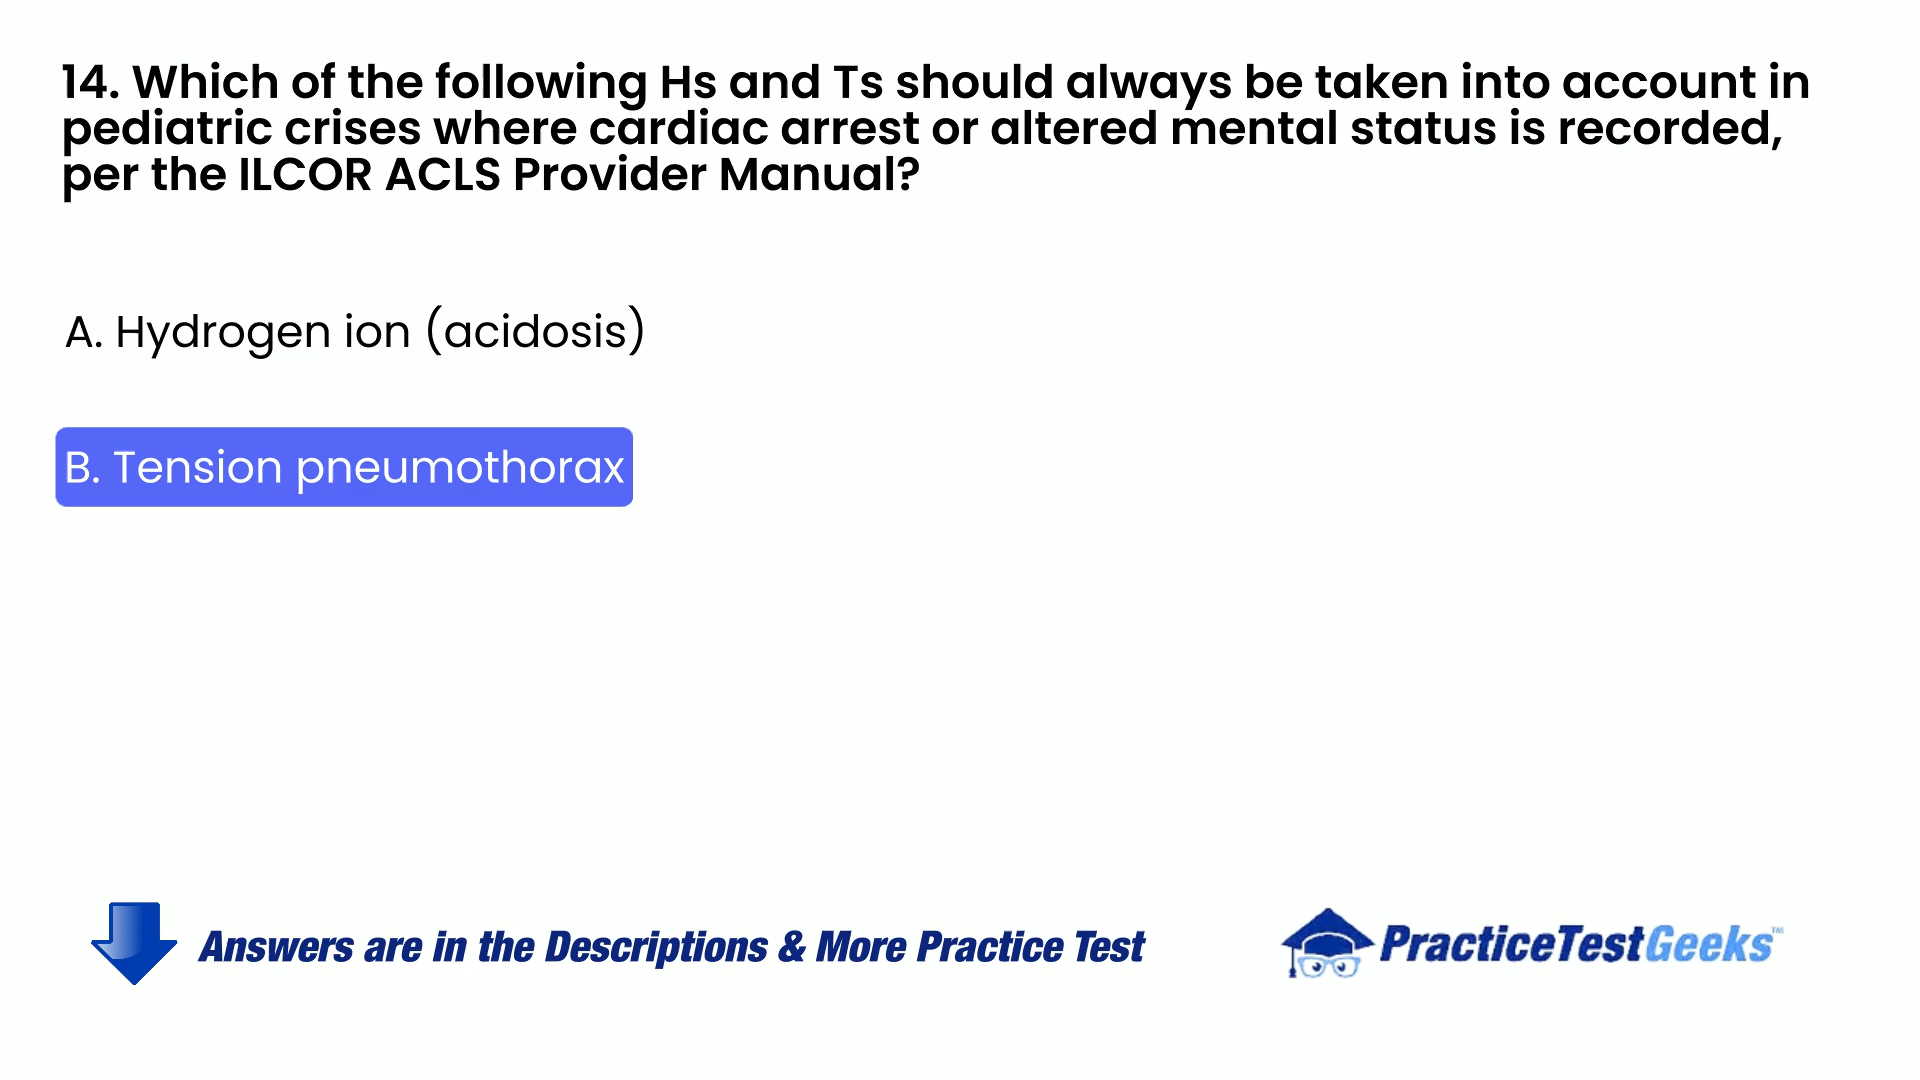 14. Which of the following Hs and Ts should always be taken into account in
pediatric crises where cardiac arrest or altered mental status is recorded,
per the ILCOR ACLS Provider Manual?
A. Hydrogen ion (acidosis)
B. Tension pneumothorax
Answers are in the Descriptions & More Practice Test
PracticeTestGeeks™